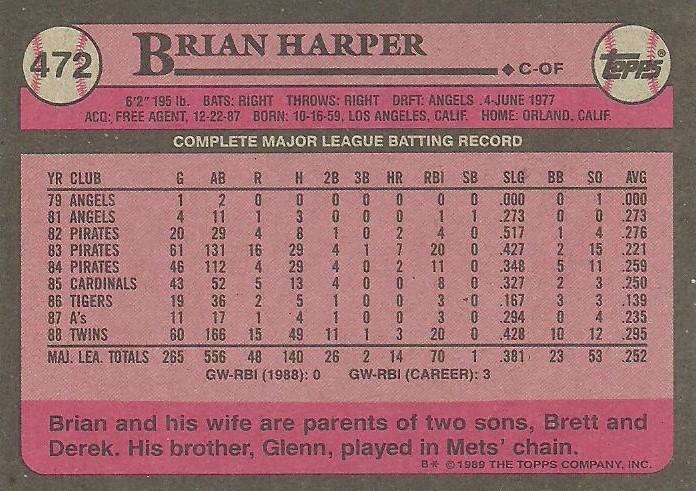 472 BRIAN HARPER TOPPS®
◆ C-OF
6'2" 195 lb. BATS: RIGHT THROWS: RIGHT DRFT: ANGELS .4-JUNE 1977
ACQ: FREE AGENT, 12-22-87 BORN: 10-16-59, LOS ANGELES, CALIF. HOME: ORLAND, CALIF.
COMPLETE MAJOR LEAGUE BATTING RECORD
YR CLUB G AB R H 2B 3B HR RBI SB SLG BB SO AVG
79 ANGELS 1 2 0 0 0 0 0 0 0 .000 0 1 .000
81 ANGELS 4 11 1 3 0 0 0 1 1 .273 0 0 .273
82 PIRATES 20 29 4 8 1 0 2 4 0 .517 1 4 .276
83 PIRATES 61 131 16 29 4 1 7 20 0 .427 2 15 .221
84 PIRATES 46 112 4 29 4 0 2 11 0 .348 5 11 .259
85 CARDINALS 43 52 5 13 4 0 0 8 0 .327 2 3 .250
86 TIGERS 19 36 2 5 1 0 0 3 0 .167 3 3 .139
87 A's 11 17 1 4 1 0 0 3 0 .294 0 4 .235
88 TWINS 60 166 15 49 11 1 3 20 0 .428 10 12 .295
MAJ. LEA. TOTALS 265 556 48 140 26 2 14 70 1 .381 23 53 .252
GW-RBI (1988): 0 GW-RBI (CAREER): 3
Brian and his wife are parents of two sons, Brett and
Derek. His brother, Glenn, played in Mets' chain.
B* © 1989 THE TOPPS COMPANY, INC.